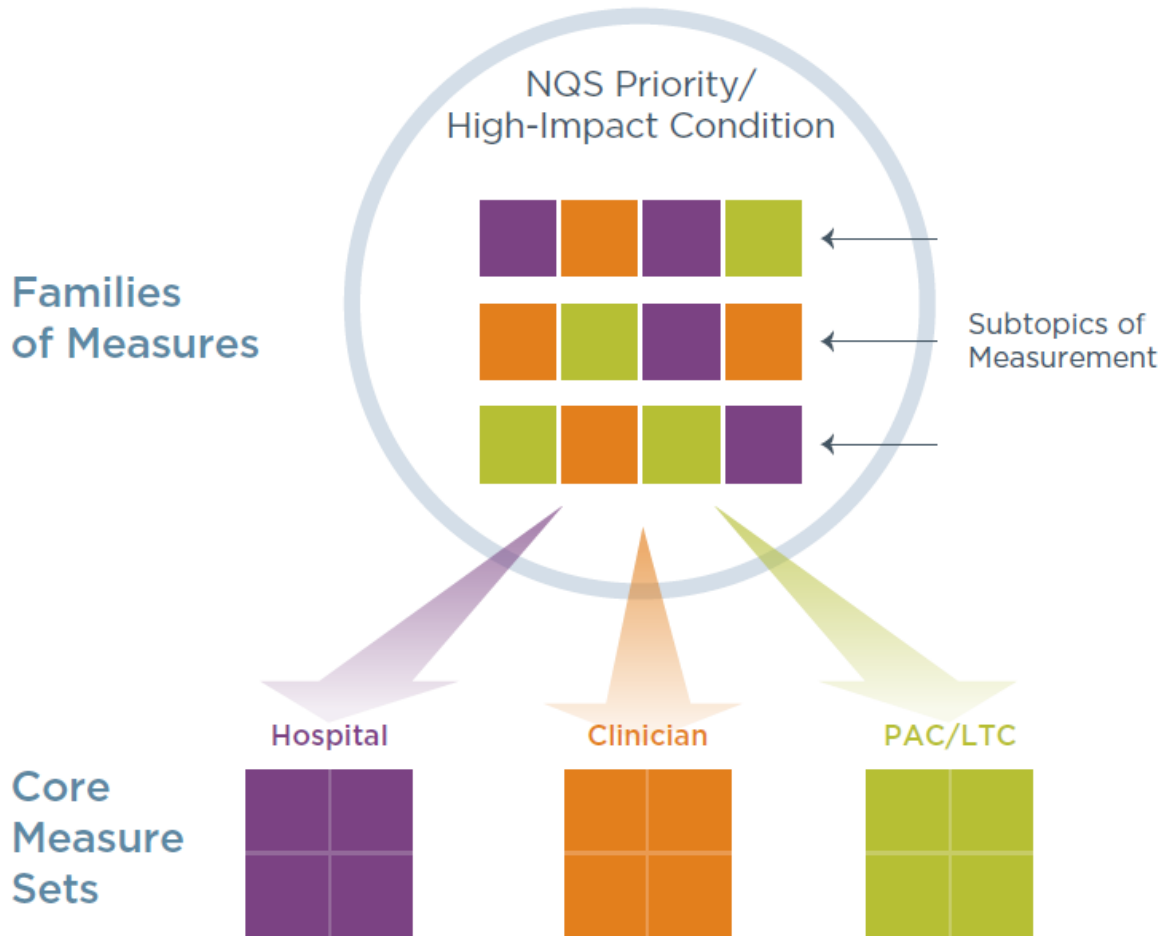 NQS Priority/
High-Impact Condition
Families
of Measures
Subtopics of
Measurement
Hospital
Clinician
PAC/LTC
Core
Measure
Sets